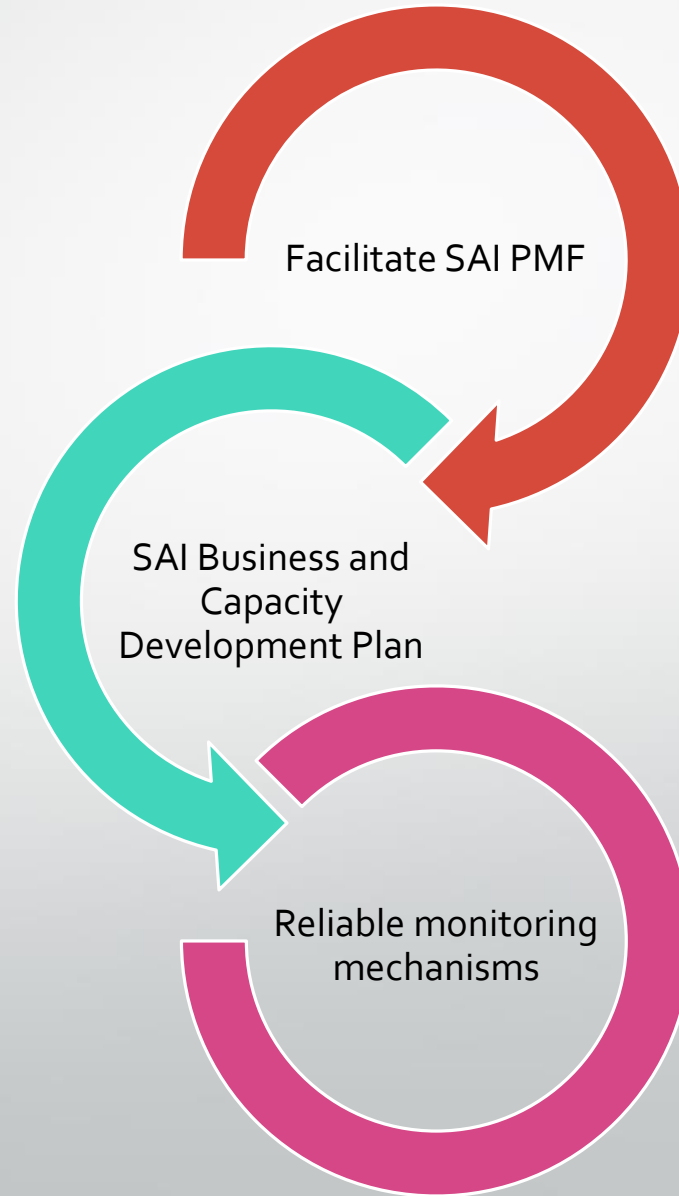 Facilitate SAI PMF
SAI Business and
Capacity
Development Plan
Reliable monitoring
mechanisms